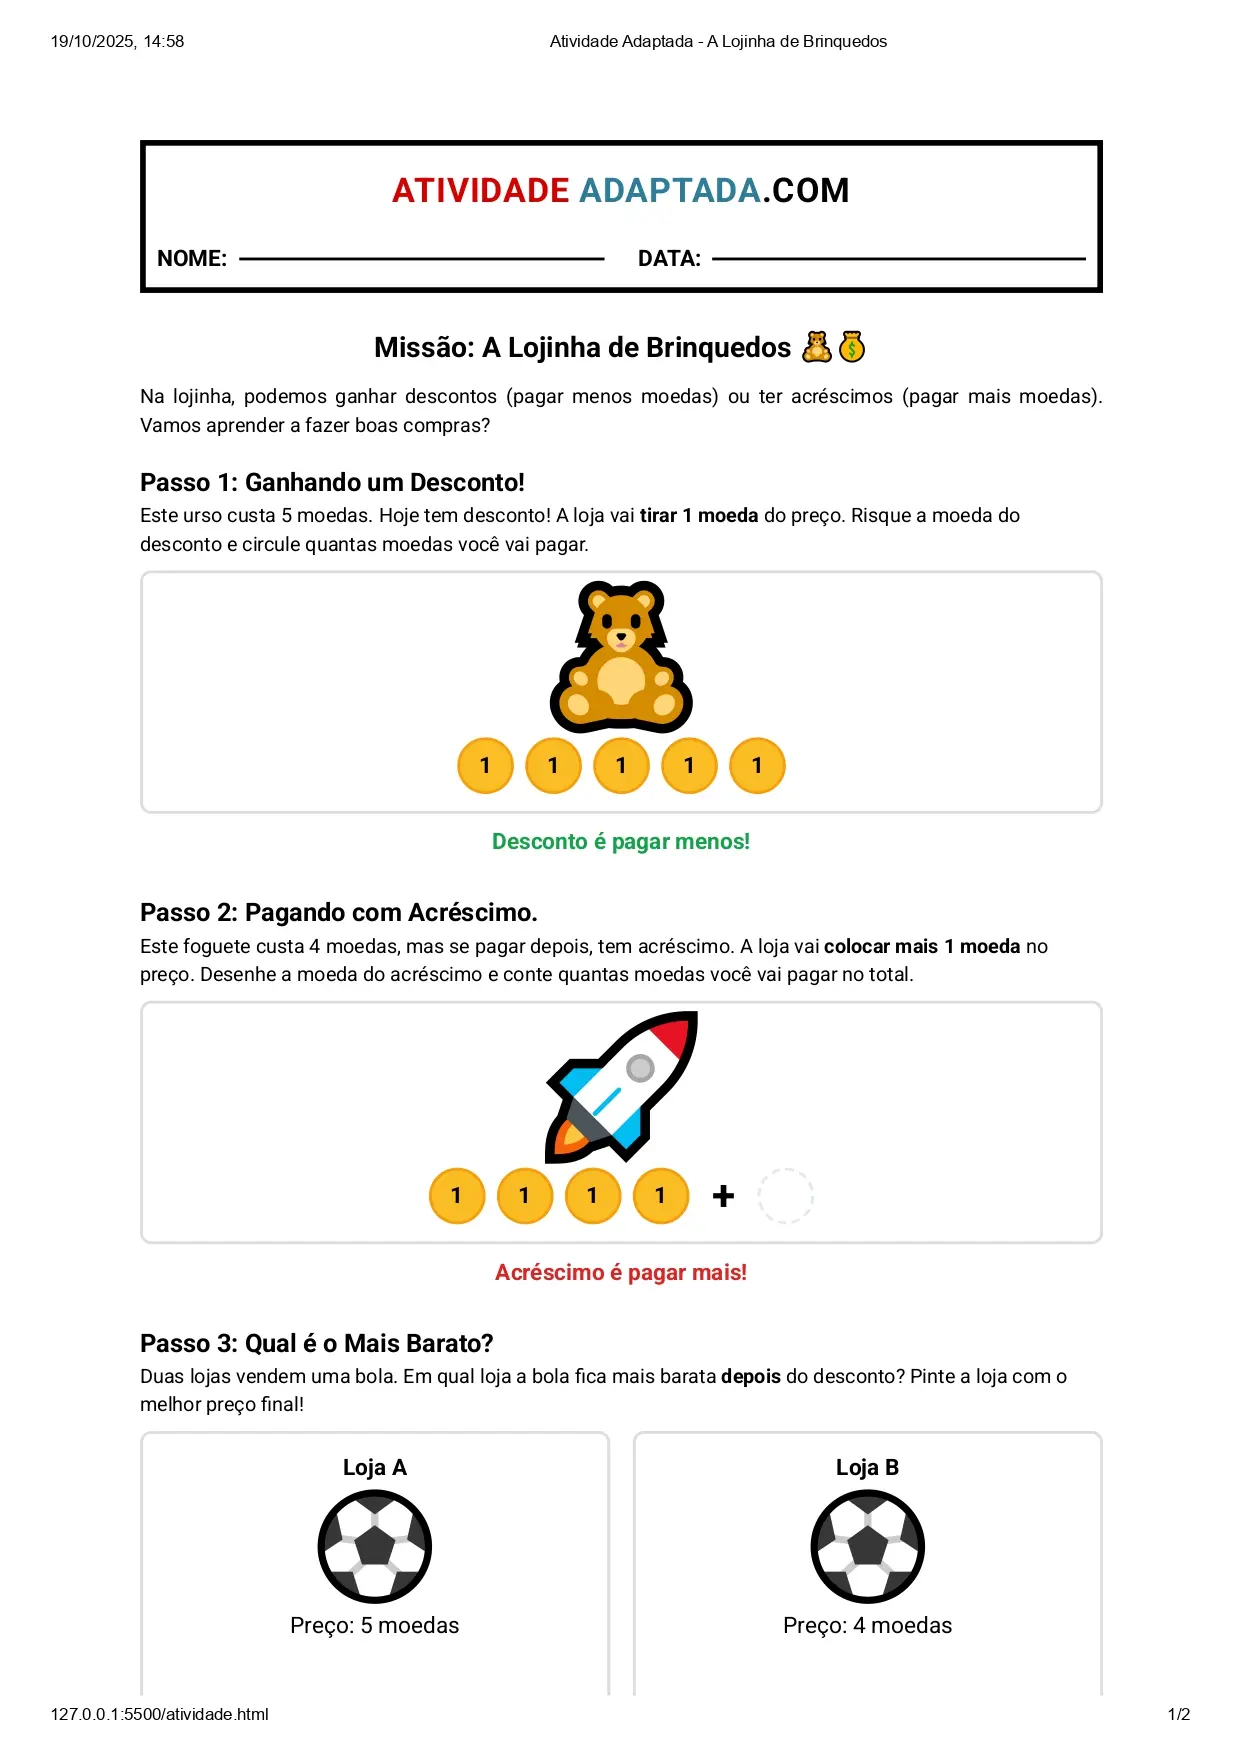 19/10/2025, 14:58 Atividade Adaptada - A Lojinha de Brinquedos
ATIVIDADE ADAPTADA.COM
NOME: DATA:
Missão: A Lojinha de Brinquedos
Na lojinha, podemos ganhar descontos (pagar menos moedas) ou ter acréscimos (pagar mais moedas).
Vamos aprender a fazer boas compras?
Passo 1: Ganhando um Desconto!
Este urso custa 5 moedas. Hoje tem desconto! A loja vai tirar 1 moeda do preço. Risque a moeda do
desconto e circule quantas moedas você vai pagar.
1 1 1 1 1
Desconto é pagar menos!
Passo 2: Pagando com Acréscimo.
Este foguete custa 4 moedas, mas se pagar depois, tem acréscimo. A loja vai colocar mais 1 moeda no
preço. Desenhe a moeda do acréscimo e conte quantas moedas você vai pagar no total.
1 1 1 1 +
Acréscimo é pagar mais!
Passo 3: Qual é o Mais Barato?
Duas lojas vendem uma bola. Em qual loja a bola fica mais barata depois do desconto? Pinte a loja com o
melhor preço final!
Loja A
Preço: 5 moedas
Loja B
Preço: 4 moedas
127.0.0.1:5500/atividade.html 1/2